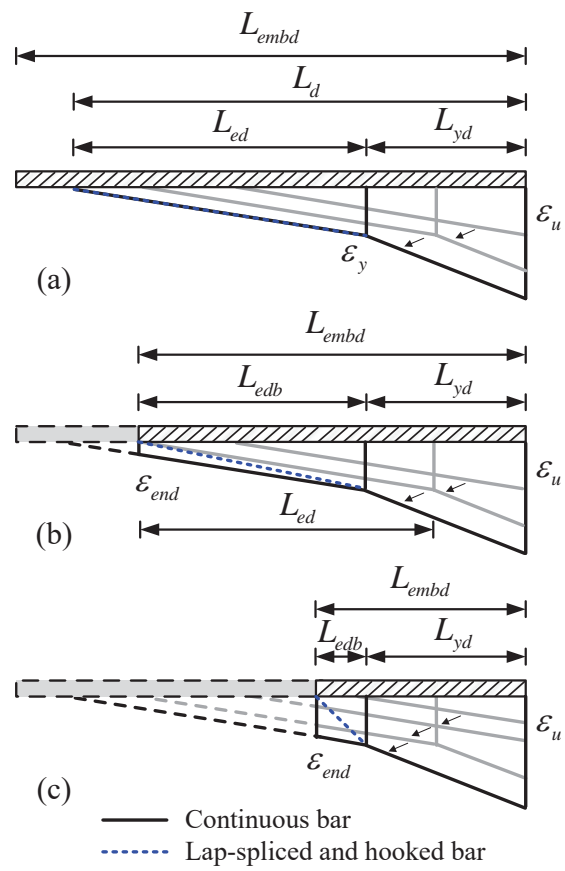 L_embd
L_d
L_ed L_yd
ε_u
ε_y
(a)
L_embd
L_edb L_yd
ε_end ε_u
L_ed
(b)
L_embd
L_edb L_yd
ε_u
ε_end
(c)
Continuous bar
Lap-spliced and hooked bar